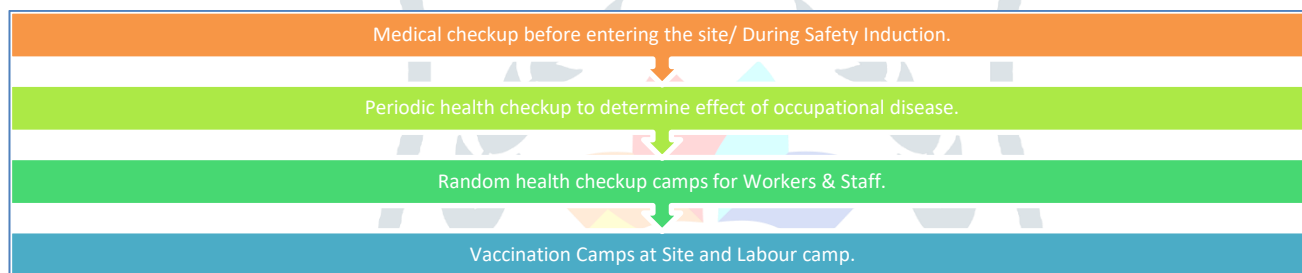 Medical checkup before entering the site/ During Safety Induction.
Periodic health checkup to determine effect of occupational disease.
Random health checkup camps for Workers & Staff.
Vaccination Camps at Site and Labour camp.